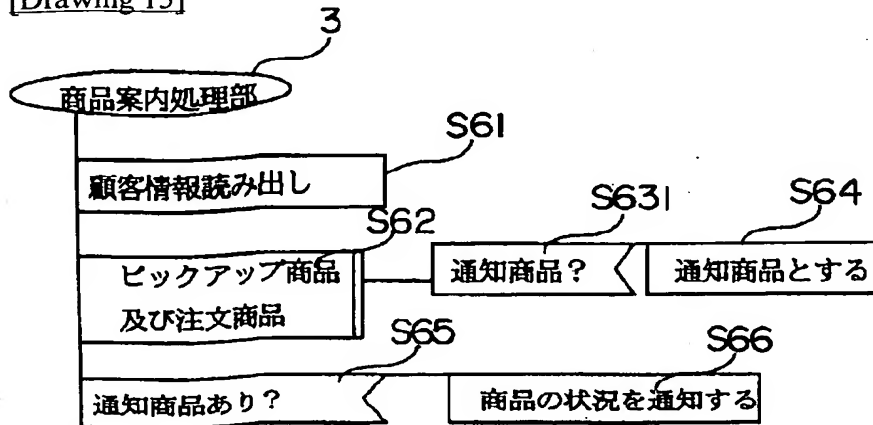 [Drawing 15]
3
商品案内処理部
S61
顧客情報読み出し
S62
S631
S64
ピックアップ商品
及び注文商品
通知商品?
通知商品とする
S65
S66
通知商品あり?
商品の状況を通知する